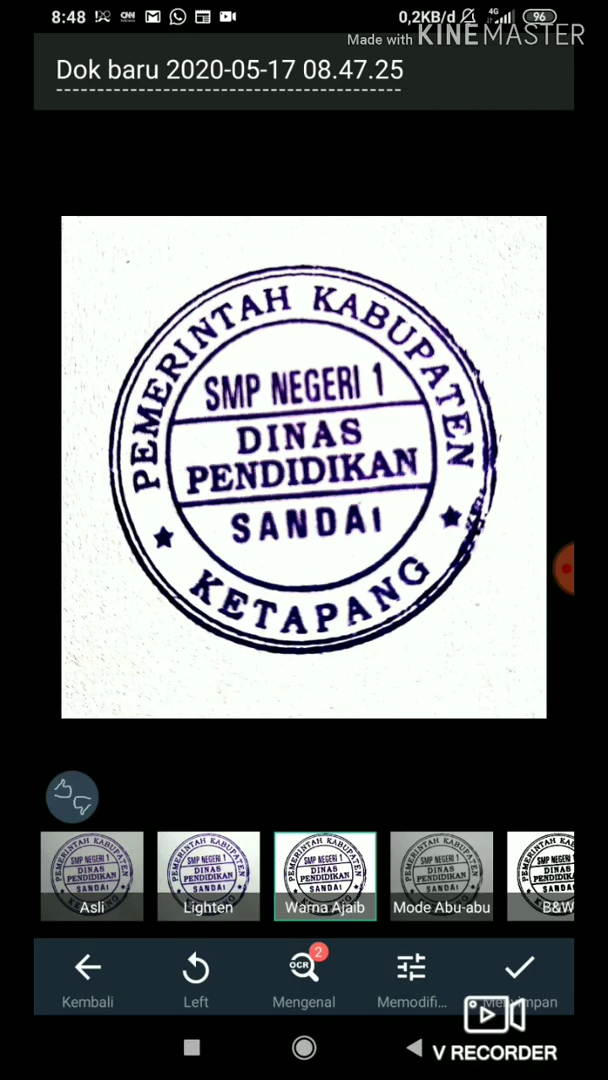 8:48
0,2KB/d
4G
96
Made with KINEMASTER
Dok baru 2020-05-17 08.47.25
PEMERINTAH KABUPATEN
SMP NEGERI 1
DINAS
PENDIDIKAN
SANDAI
KETAPANG
Asli
Lighten
Warna Ajaib
Mode Abu-abu
B&W
Kembali
Left
OCR
2
Mengenal
Memodifi...
V RECORDER